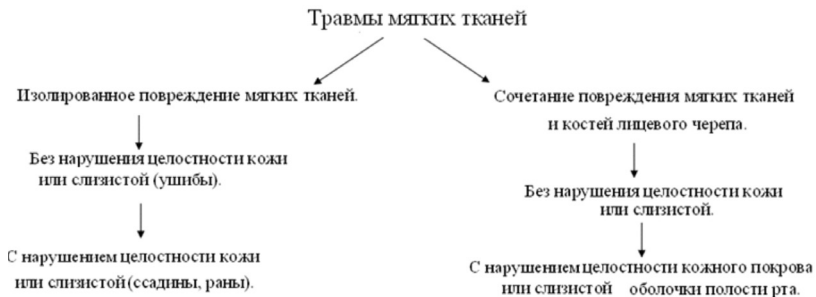 Травмы мягких тканей
Изолированное повреждение мягких тканей.
Без нарушения целостности кожи
или слизистой (ушибы).
С нарушением целостности кожи
или слизистой (ссадины, раны).
Сочетание повреждения мягких тканей
и костей лицевого черепа.
Без нарушения целостности кожи
или слизистой.
С нарушением целостности кожного покрова
или слизистой оболочки полости рта.